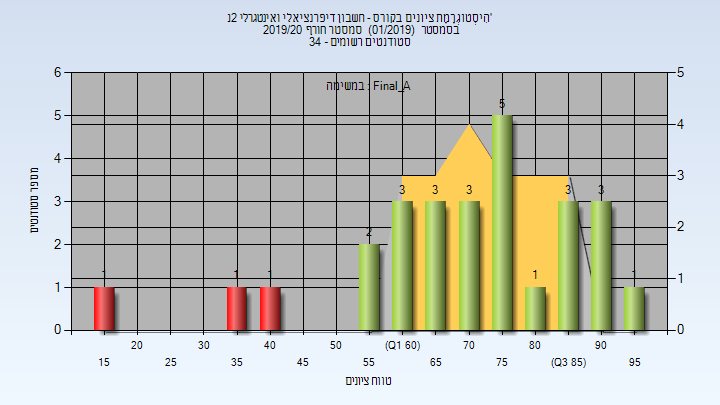 היסטוגרמת ציונים בקורס - חשבון דיפרנציאלי ואינטגרלי 2נ'
בסמסטר (01/2019) סמסטר חורף 2019/20
סטודנטים רשומים - 34
במשימה : Final_A
מספר סטודנטים
6 5 4 3 2 1 0
5 4 3 2 1 0
1 1 1 2 3 3 3 5 1 3 3 1
20 30 40 50 (Q1 60) 70 80 90
15 25 35 45 55 65 75 (Q3 85) 95
טווח ציונים